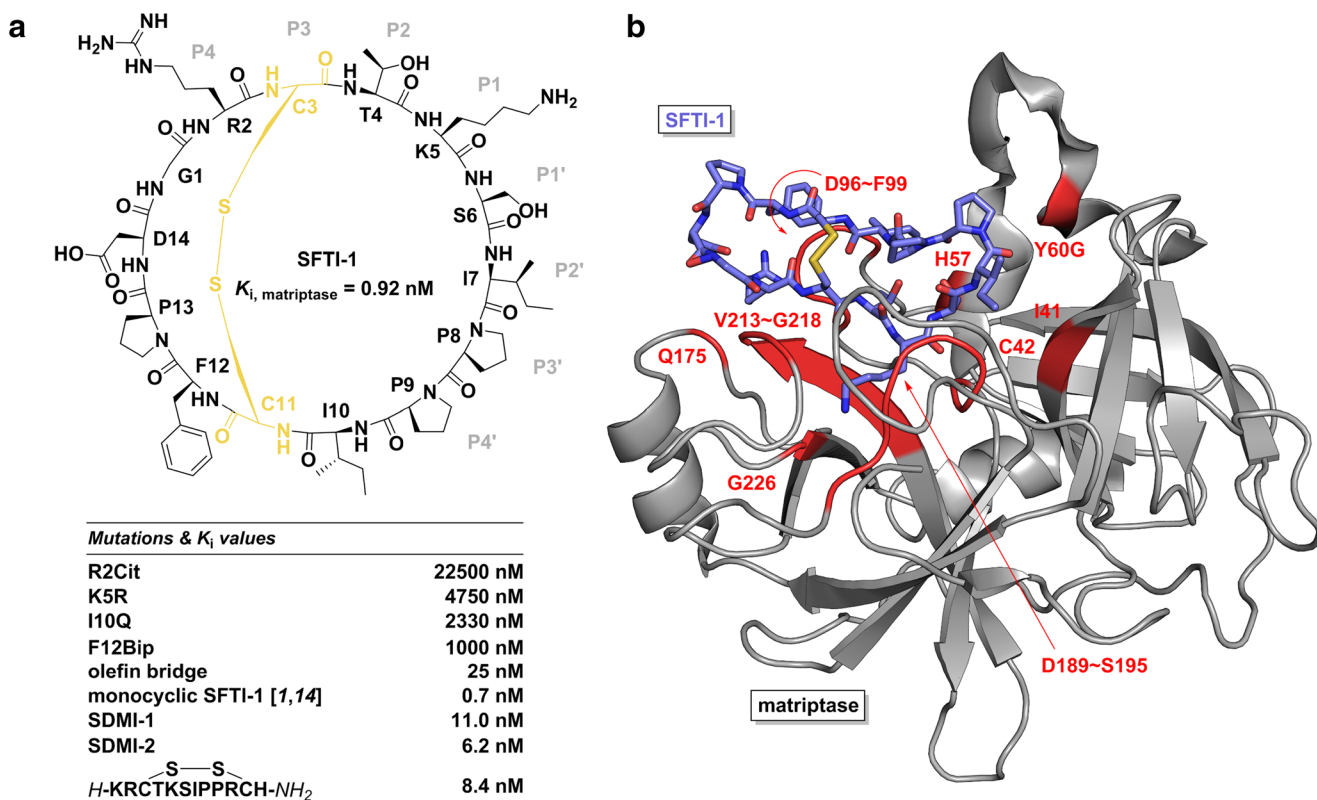 a
NH
H2N
NH
P4
P3
P2
P1
P1'
P2'
P3'
P4'
O
H
N
O
H
N
OH
O
H
N
NH2
R2
C3
T4
K5
O
HN
O
NH
G1
O
NH
S6
OH
O
D14
HO
O
NH
O
NH
I7
O
N
P13
P8
O
N
P9
O
N
F12
HN
O
C11
N
H
O
I10
HN
O
S
S
SFTI-1
Ki, matriptase = 0.92 nM
Mutations & Ki values
R2Cit 22500 nM
K5R 4750 nM
I10Q 2330 nM
F12Bip 1000 nM
olefin bridge 25 nM
monocyclic SFTI-1 [1,14] 0.7 nM
SDMI-1 11.0 nM
SDMI-2 6.2 nM
S S
H-KRCTKSIPPRCH-NH2 8.4 nM
b
SFTI-1
D96~F99
H57
Y60G
V213~G218
I41
Q175
C42
G226
D189~S195
matriptase